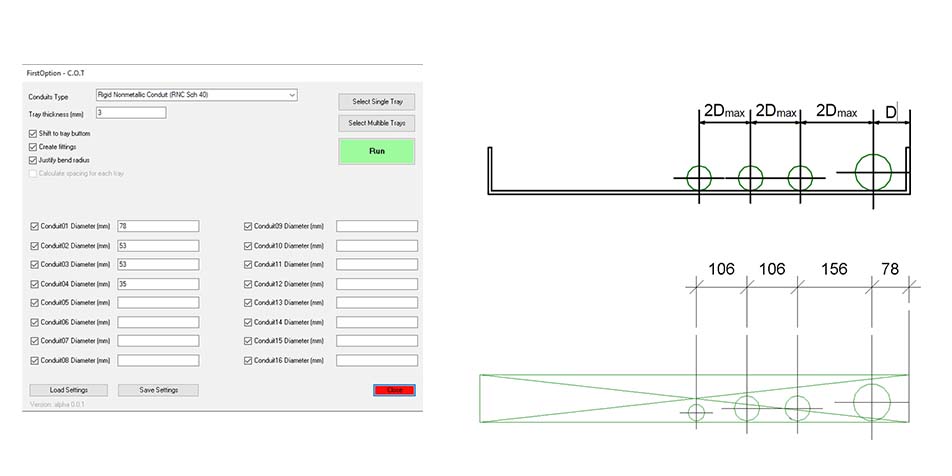 FirstOption - C.O.T
Conduits Type
Rigid Nonmetallic Conduit (RNC Sch 40)
Tray thickness (mm)
3
Shift to tray buttom
Create fittings
Justify bend radius
Calculate spacing for each tray
Select Single Tray
Select Multiple Trays
Run
Conduit01 Diameter (mm) 78
Conduit02 Diameter (mm) 53
Conduit03 Diameter (mm) 53
Conduit04 Diameter (mm) 35
Conduit05 Diameter (mm)
Conduit06 Diameter (mm)
Conduit07 Diameter (mm)
Conduit08 Diameter (mm)
Conduit09 Diameter (mm)
Conduit10 Diameter (mm)
Conduit11 Diameter (mm)
Conduit12 Diameter (mm)
Conduit13 Diameter (mm)
Conduit14 Diameter (mm)
Conduit15 Diameter (mm)
Conduit16 Diameter (mm)
Load Settings
Save Settings
Close
Version: alpha 0.0.1
2Dmax 2Dmax 2Dmax D
106 106 156 78